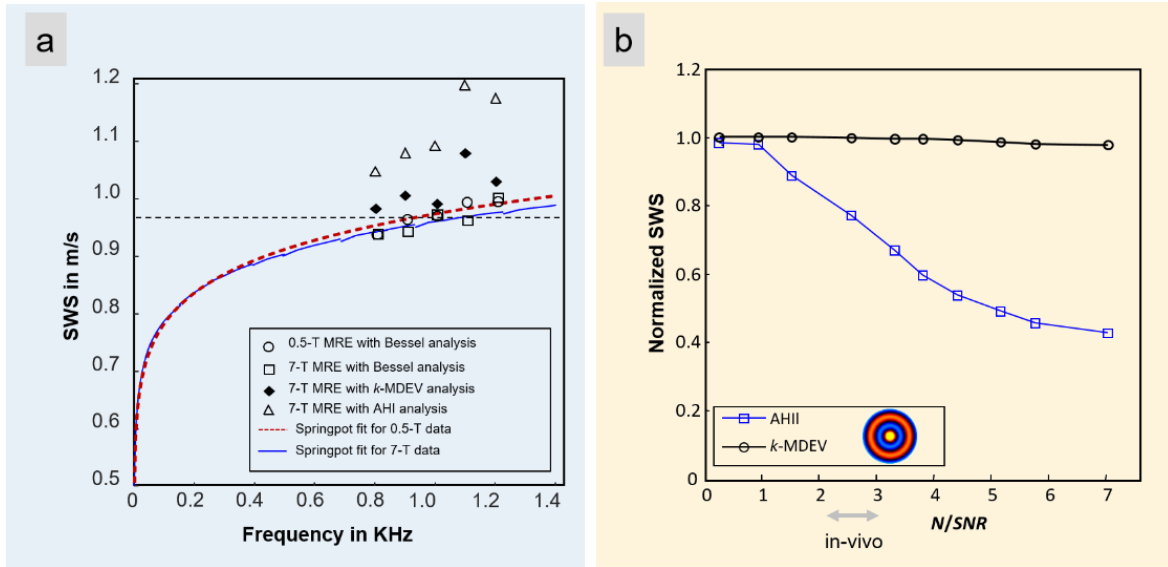 a
SWS in m/s
1.2
1.1
1.0
0.9
0.8
0.7
0.6
0.5
0 0.2 0.4 0.6 0.8 1.0 1.2 1.4
Frequency in KHz
0.5-T MRE with Bessel analysis
7-T MRE with Bessel analysis
7-T MRE with k-MDEV analysis
7-T MRE with AHI analysis
Springpot fit for 0.5-T data
Springpot fit for 7-T data
b
Normalized SWS
1.2
1.0
0.8
0.6
0.4
0.2
0
0 1 2 3 4 5 6 7
N/SNR
in-vivo
AHII
k-MDEV